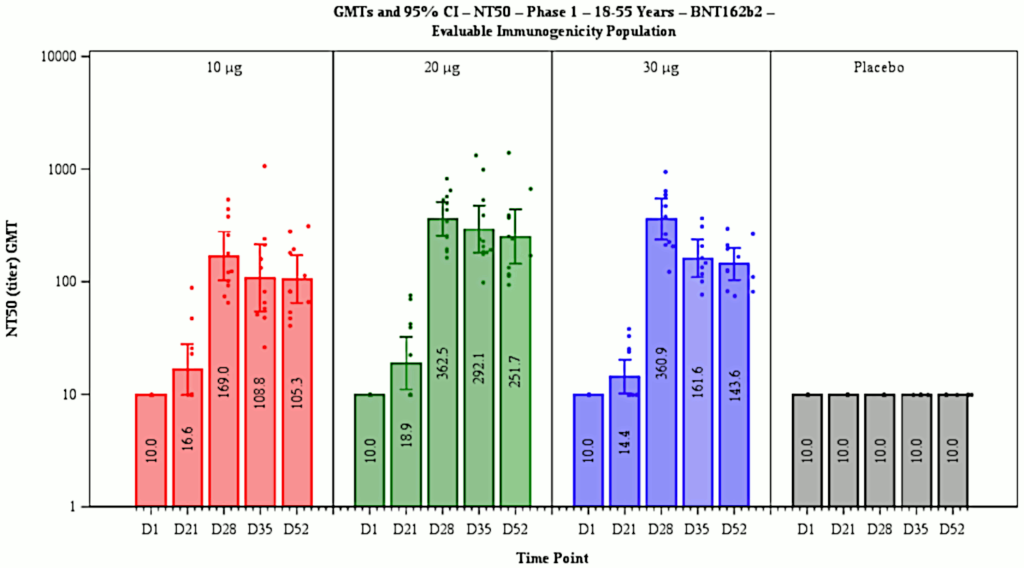 GMTs and 95% CI – NT50 – Phase 1 – 18-55 Years – BNT162b2 –
Evaluable Immunogenicity Population
10 µg
20 µg
30 µg
Placebo
NT50 (titer) GMT
10000
1000
100
10
1
10.0
16.6
169.0
108.8
105.3
10.0
18.9
362.5
292.1
251.7
10.0
14.4
360.9
161.6
143.6
10.0
10.0
10.0
10.0
10.0
D1 D21 D28 D35 D52 D1 D21 D28 D35 D52 D1 D21 D28 D35 D52 D1 D21 D28 D35 D52
Time Point